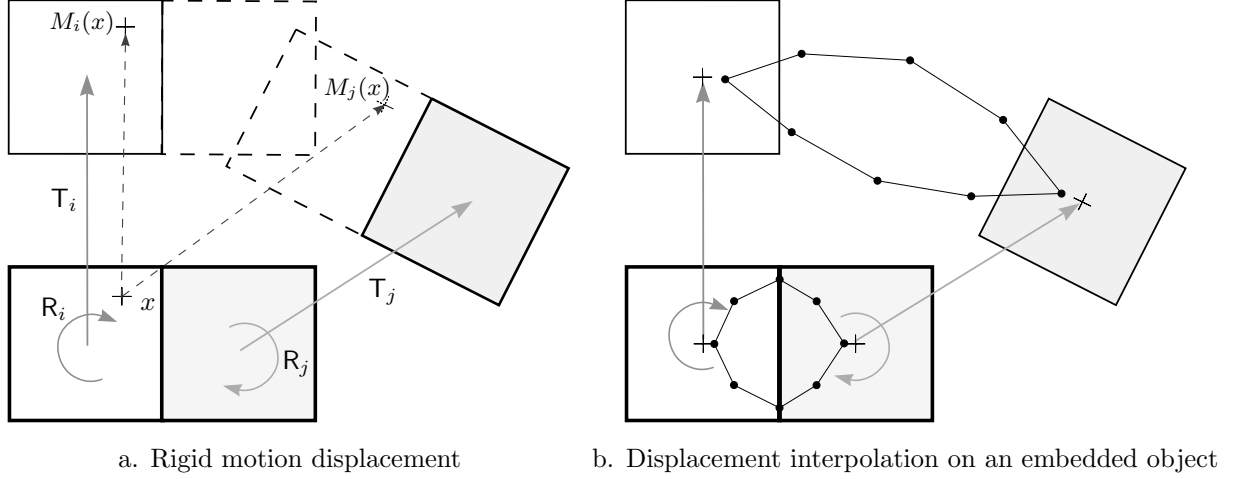 M_i(x)
M_j(x)
T_i
R_i
x
T_j
R_j
a. Rigid motion displacement
b. Displacement interpolation on an embedded object